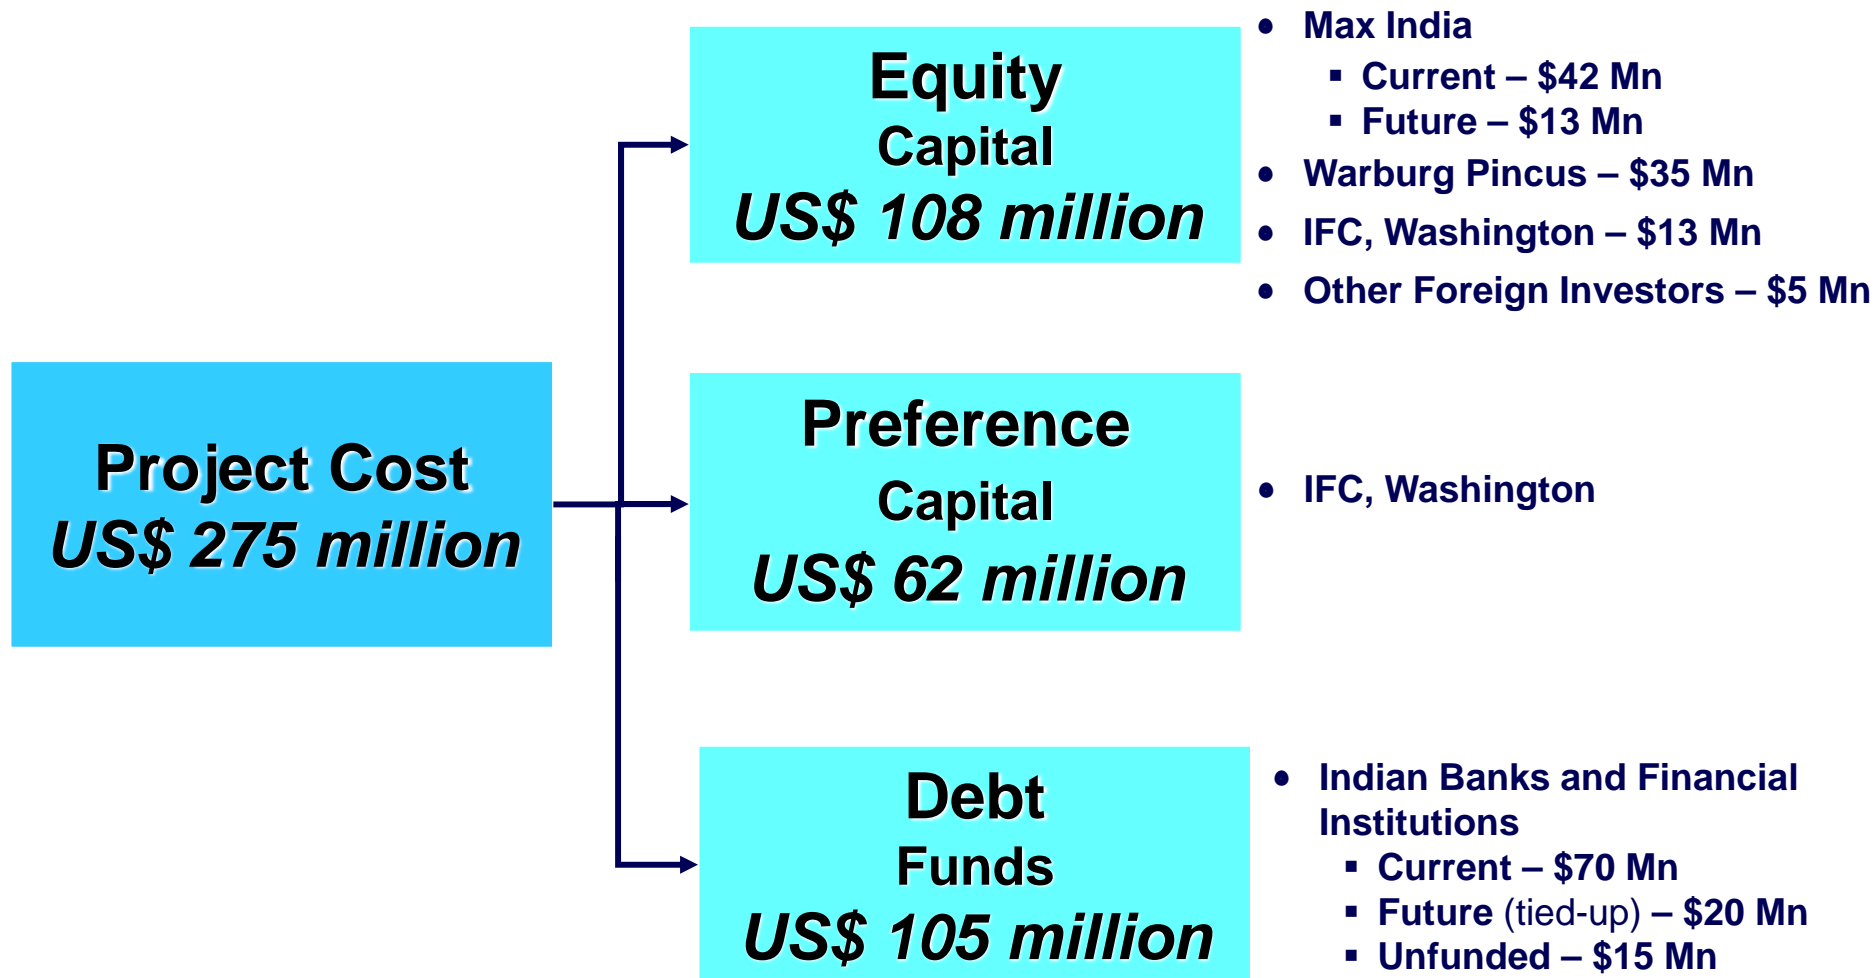 Project Cost
US$ 275 million
Equity
Capital
US$ 108 million
• Max India
▪ Current – $42 Mn
▪ Future – $13 Mn
• Warburg Pincus – $35 Mn
• IFC, Washington – $13 Mn
• Other Foreign Investors – $5 Mn
Preference
Capital
US$ 62 million
• IFC, Washington
Debt
Funds
US$ 105 million
• Indian Banks and Financial
Institutions
▪ Current – $70 Mn
▪ Future (tied-up) – $20 Mn
▪ Unfunded – $15 Mn